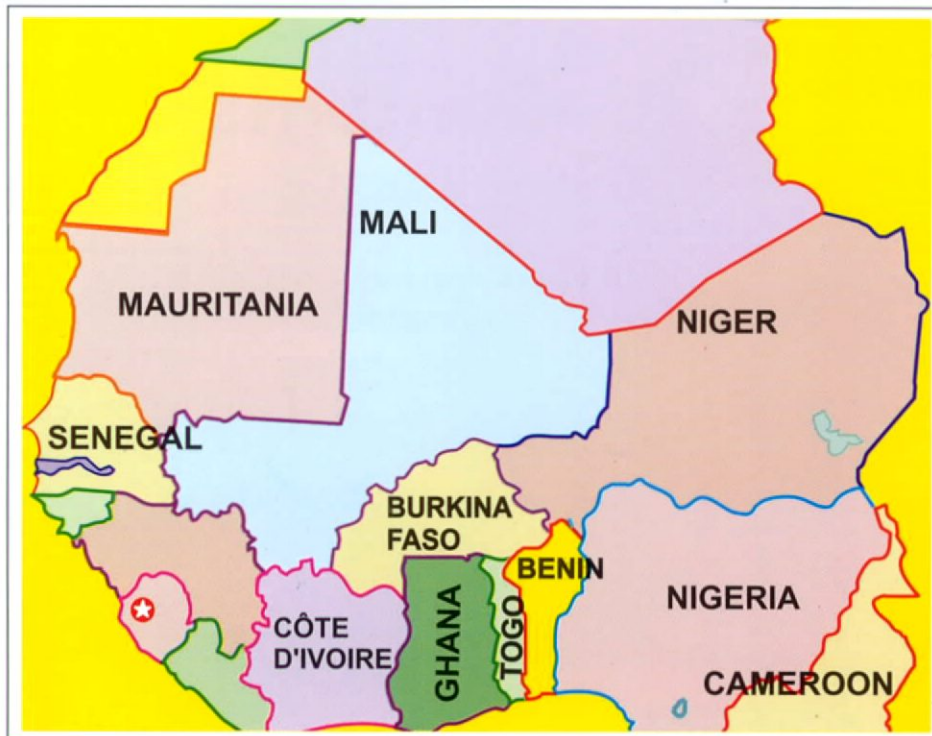 MALI
MAURITANIA
NIGER
SENEGAL
BURKINA
FASO
BENIN
NIGERIA
CÔTE
D'IVOIRE
GHANA
TOGO
CAMEROON